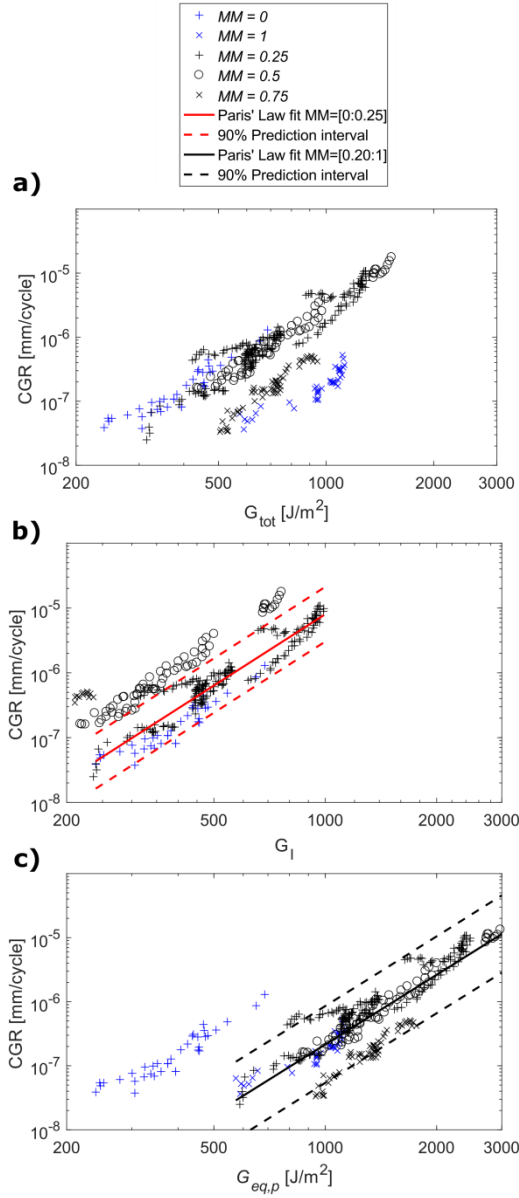 MM = 0
MM = 1
MM = 0.25
MM = 0.5
MM = 0.75
Paris' Law fit MM=[0:0.25]
90% Prediction interval
Paris' Law fit MM=[0.20:1]
90% Prediction interval
a)
CGR [mm/cycle]
10⁻⁵
10⁻⁶
10⁻⁷
10⁻⁸
200 500 1000 2000 3000
G_tot [J/m²]
b)
CGR [mm/cycle]
10⁻⁵
10⁻⁶
10⁻⁷
10⁻⁸
200 500 1000 2000 3000
G_I
c)
CGR [mm/cycle]
10⁻⁵
10⁻⁶
10⁻⁷
10⁻⁸
200 500 1000 2000 3000
G_eq,p [J/m²]